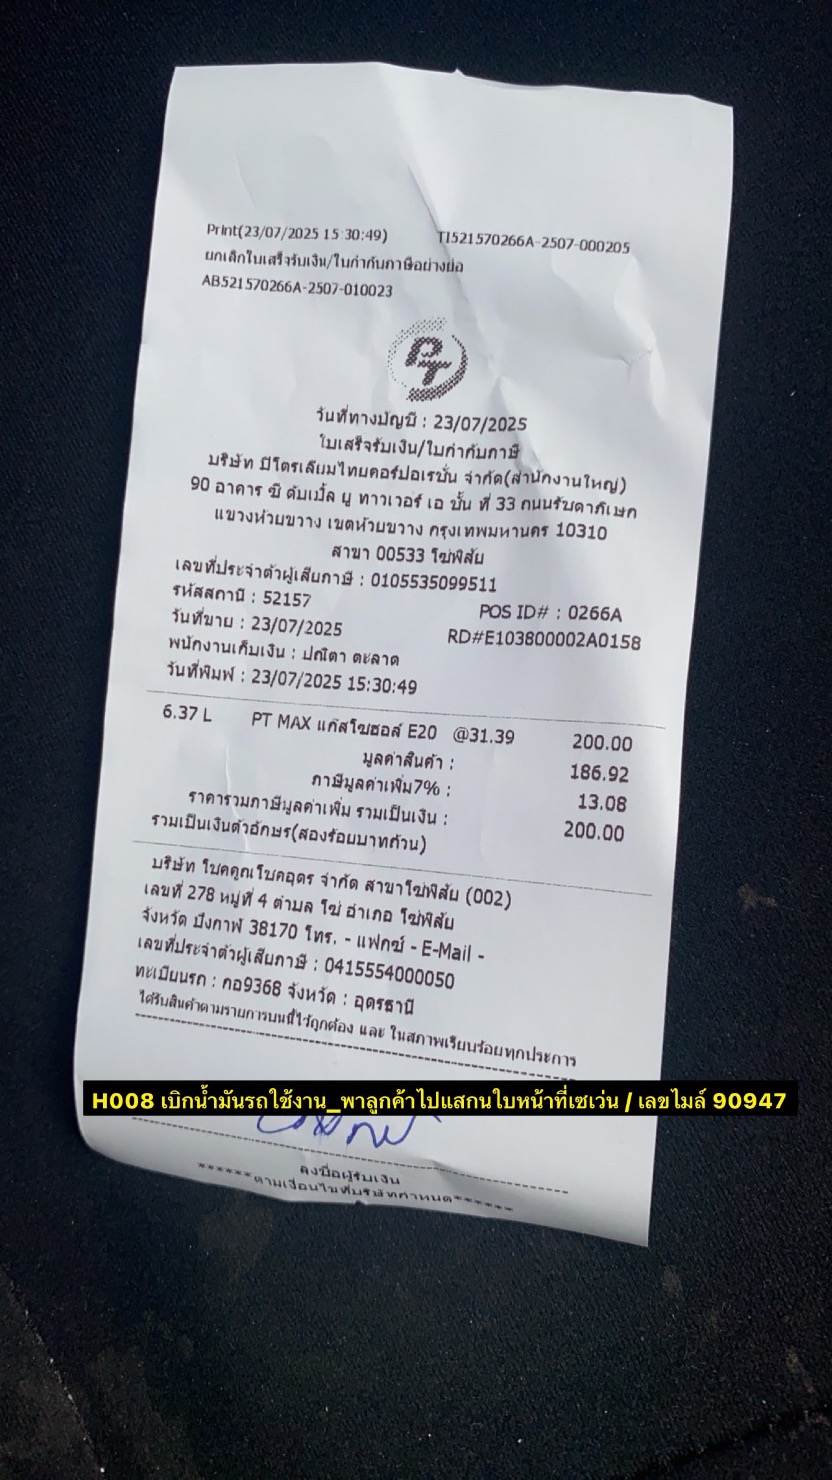 Print(23/07/2025 15:30:49) TI521570266A-2507-000205
ยกเลิกใบเสร็จรับเงิน/ใบกำกับภาษีอย่างย่อ
AB521570266A-2507-010023
PT
วันที่ทางบัญชี : 23/07/2025
ใบเสร็จรับเงิน/ใบกำกับภาษี
บริษัท ปิโตรเลียมไทยคอร์ปอเรชั่น จำกัด(สำนักงานใหญ่)
90 อาคาร ซี ดับเบิ้ล ยู ทาวเวอร์ เอ ชั้น ที่ 33 ถนนรัชดาภิเษก
แขวงห้วยขวาง เขตห้วยขวาง กรุงเทพมหานคร 10310
สาขา 00533 โซ่พิสัย
เลขที่ประจำตัวผู้เสียภาษี : 0105535099511
รหัสสถานี : 52157 POS ID# : 0266A
วันที่ขาย : 23/07/2025 RD#E103800002A0158
พนักงานเก็บเงิน : ปณิตา ตะลาด
วันที่พิมพ์ : 23/07/2025 15:30:49
6.37 L PT MAX แก๊สโซฮอล์ E20 @31.39 200.00
มูลค่าสินค้า : 186.92
ภาษีมูลค่าเพิ่ม7% : 13.08
ราคารวมภาษีมูลค่าเพิ่ม รวมเป็นเงิน : 200.00
รวมเป็นเงินตัวอักษร(สองร้อยบาทถ้วน)
บริษัท โชคคูณโชคอุดร จำกัด สาขาโซ่พิสัย (002)
เลขที่ 278 หมู่ที่ 4 ตำบล โซ่ อำเภอ โซ่พิสัย
จังหวัด บึงกาฬ 38170 โทร. - แฟกซ์ - E-Mail -
เลขที่ประจำตัวผู้เสียภาษี : 0415554000050
ทะเบียนรถ : กอ9368 จังหวัด : อุดรธานี
ได้รับสินค้าตามรายการบนนี้ไว้ถูกต้อง และ ในสภาพเรียบร้อยทุกประการ
H008 เบิกน้ำมันรถใช้งาน_พาลูกค้าไปแสกนใบหน้าที่เซเว่น / เลขไมล์ 90947
ลงชื่อผู้รับเงิน
******ตามเงื่อนไขที่บริษัทกำหนด******